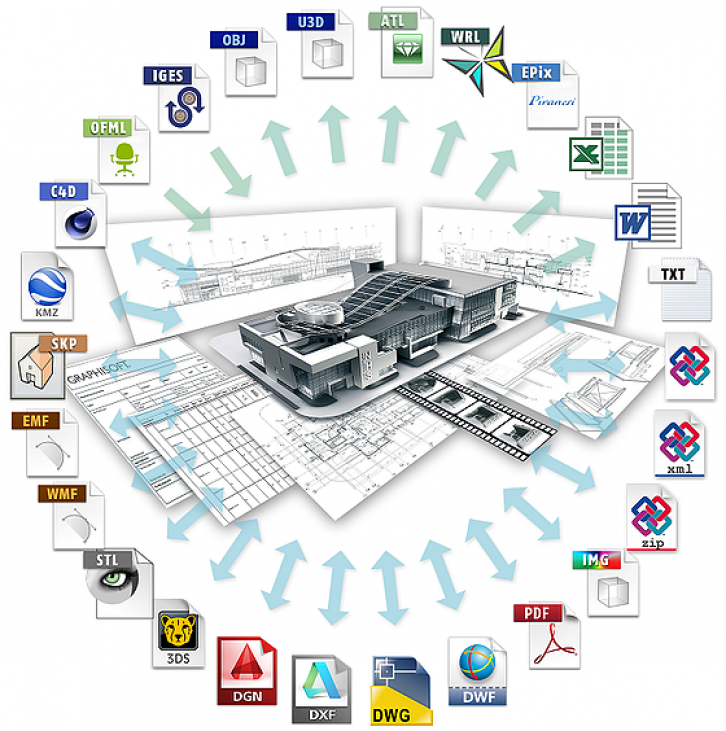 U3D
ATL
OBJ
WRL
IGES
EPix
Piranesi
OFML
C4D
W
TXT
KMZ
SKP
GRAPHISOFT
EMF
xml
WMF
zip
STL
IMG
PDF
3DS
DGN
DXF
DWG
DWF